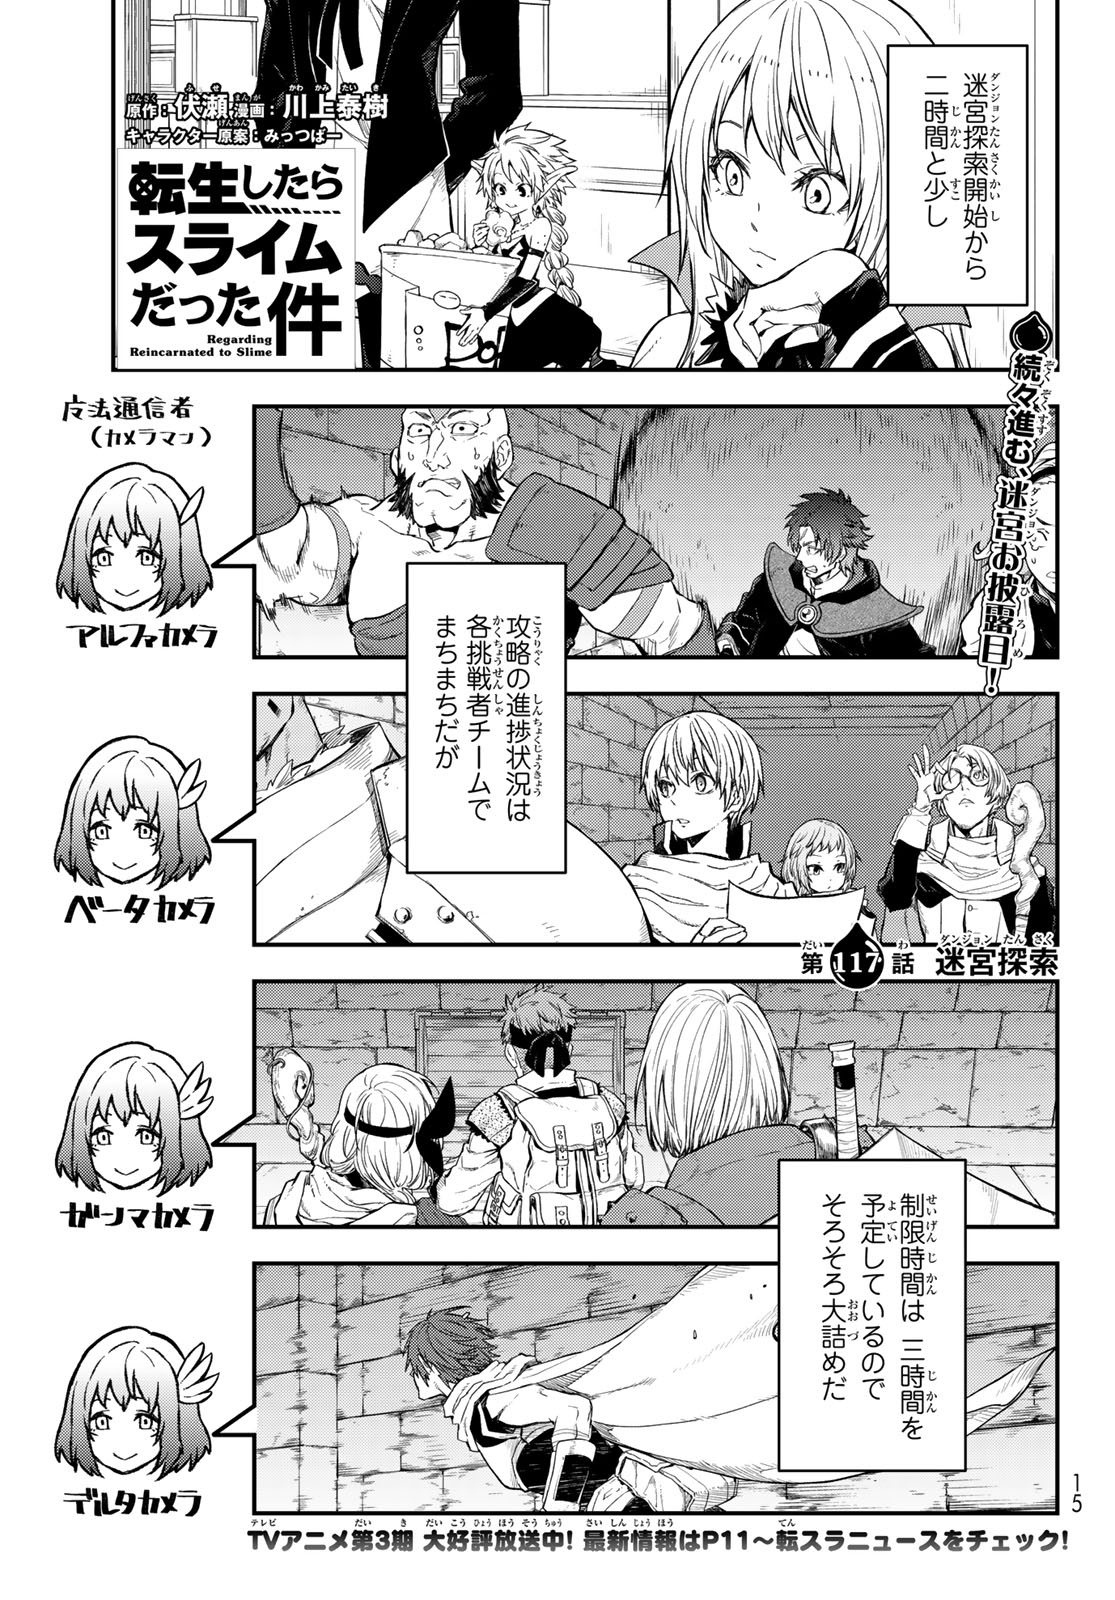 迷宮探索開始から
二時間と少し
原作：伏瀬 漫画：川上泰樹
キャラクター原案：みっつばー
転生したら
スライム
だった件
Regarding
Reincarnated to Slime
続々進む、迷宮お披露目！
魔法通信者
（カメラマン）
アルファカメラ
攻略の進捗状況は
各挑戦者チームで
まちまちだが
ベータカメラ
第117話 迷宮探索
ガンマカメラ
制限時間は 三時間を
予定しているので
そろそろ大詰めだ
デルタカメラ
15
TVアニメ第3期 大好評放送中！ 最新情報はP11～転スラニュースをチェック！